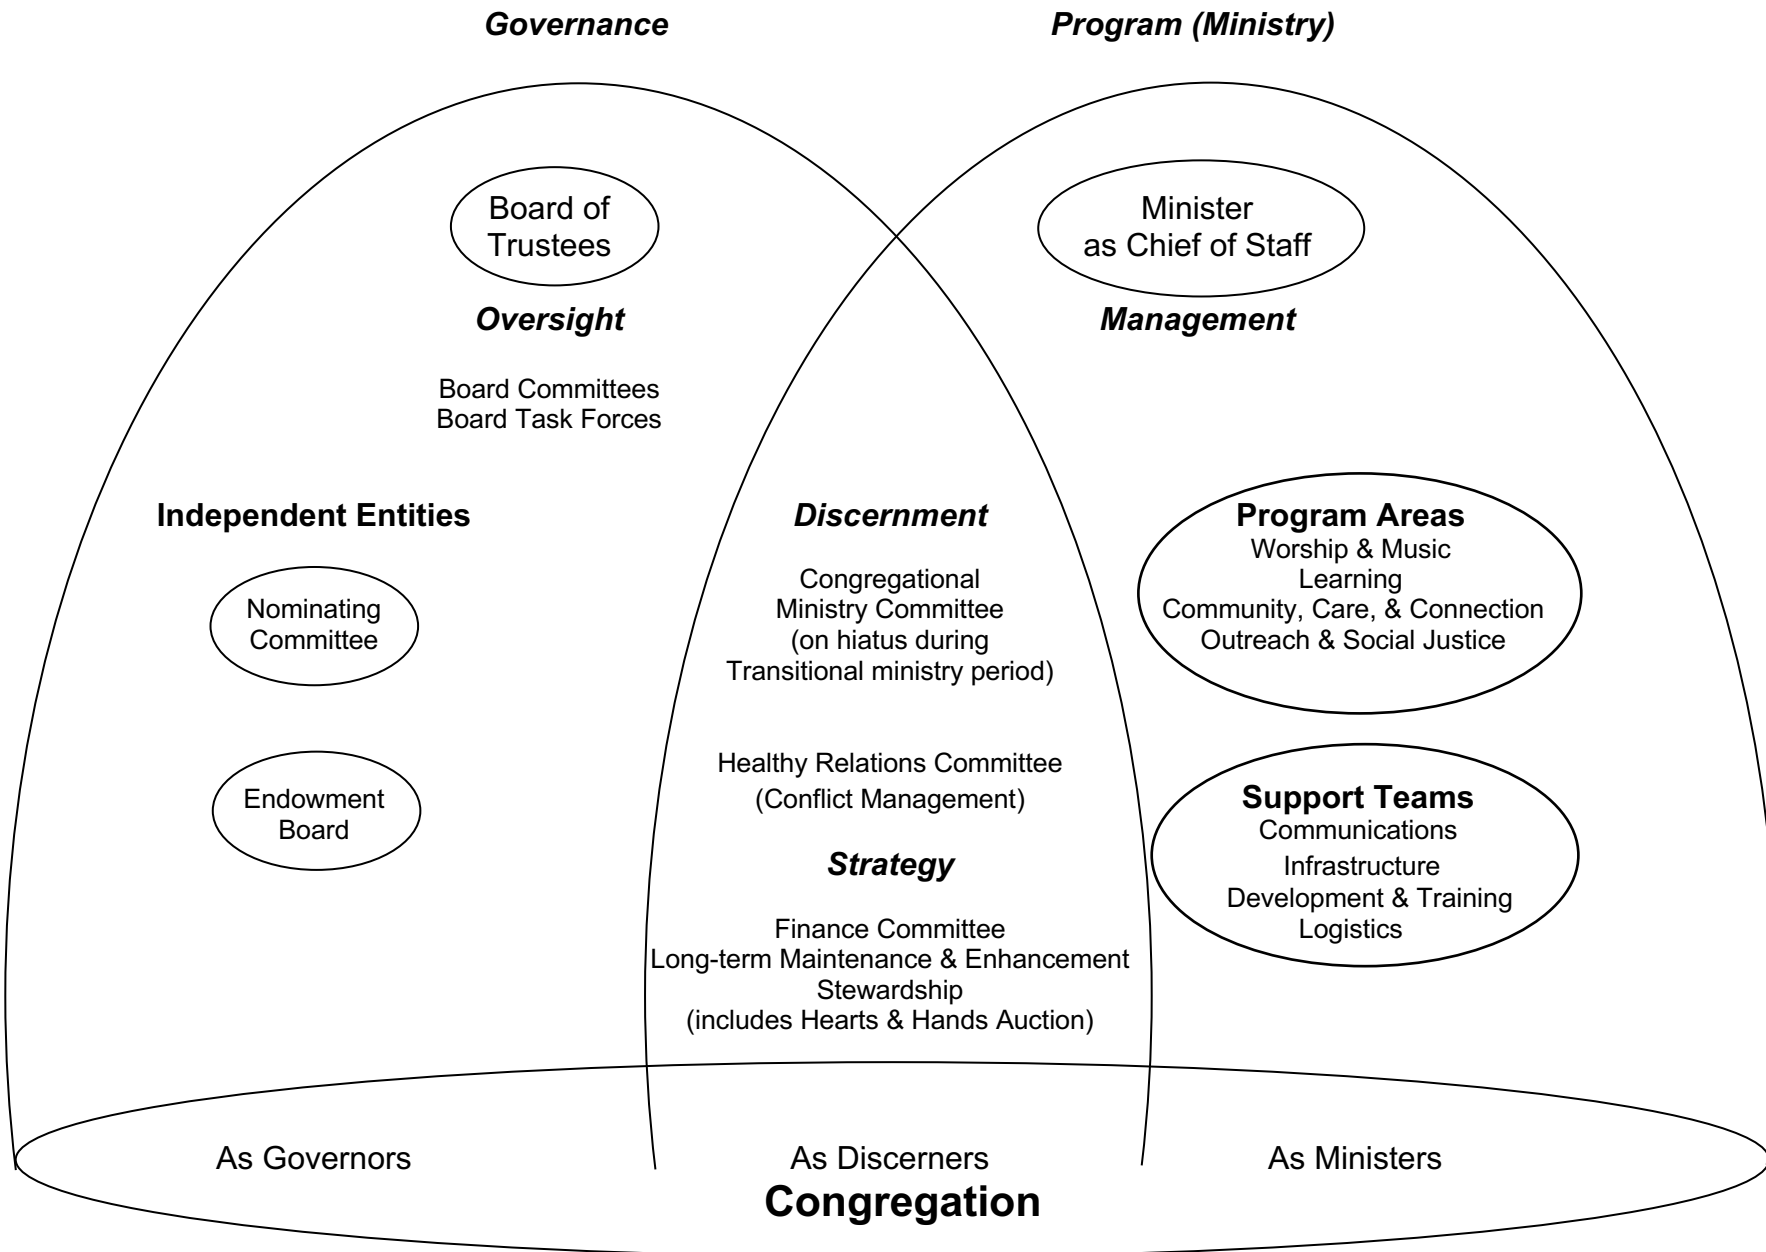 Governance
Program (Ministry)
Board of
Trustees
Oversight
Board Committees
Board Task Forces
Minister
as Chief of Staff
Management
Independent Entities
Nominating
Committee
Endowment
Board
Discernment
Congregational
Ministry Committee
(on hiatus during
Transitional ministry period)
Healthy Relations Committee
(Conflict Management)
Strategy
Finance Committee
Long-term Maintenance & Enhancement
Stewardship
(includes Hearts & Hands Auction)
Program Areas
Worship & Music
Learning
Community, Care, & Connection
Outreach & Social Justice
Support Teams
Communications
Infrastructure
Development & Training
Logistics
As Governors
As Discerners
As Ministers
Congregation